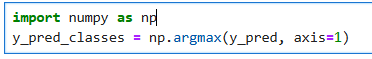 import numpy as np
y_pred_classes = np.argmax(y_pred, axis=1)